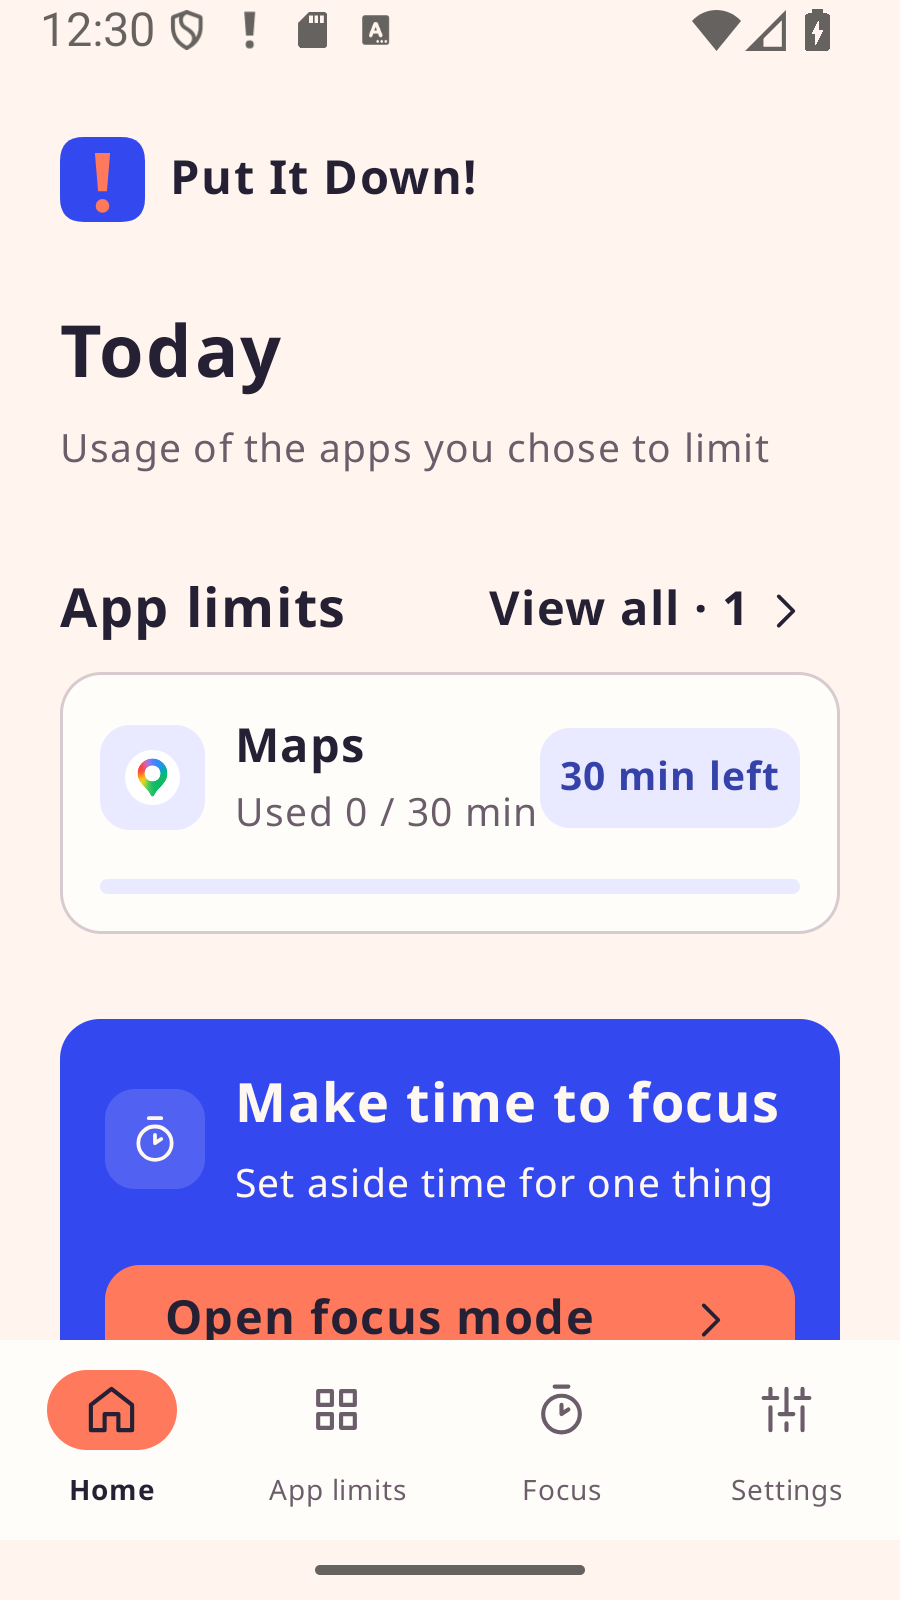 12:30
Put It Down!
Today
Usage of the apps you chose to limit
App limits
View all · 1
Maps
Used 0 / 30 min
30 min left
Make time to focus
Set aside time for one thing
Open focus mode
Home
App limits
Focus
Settings